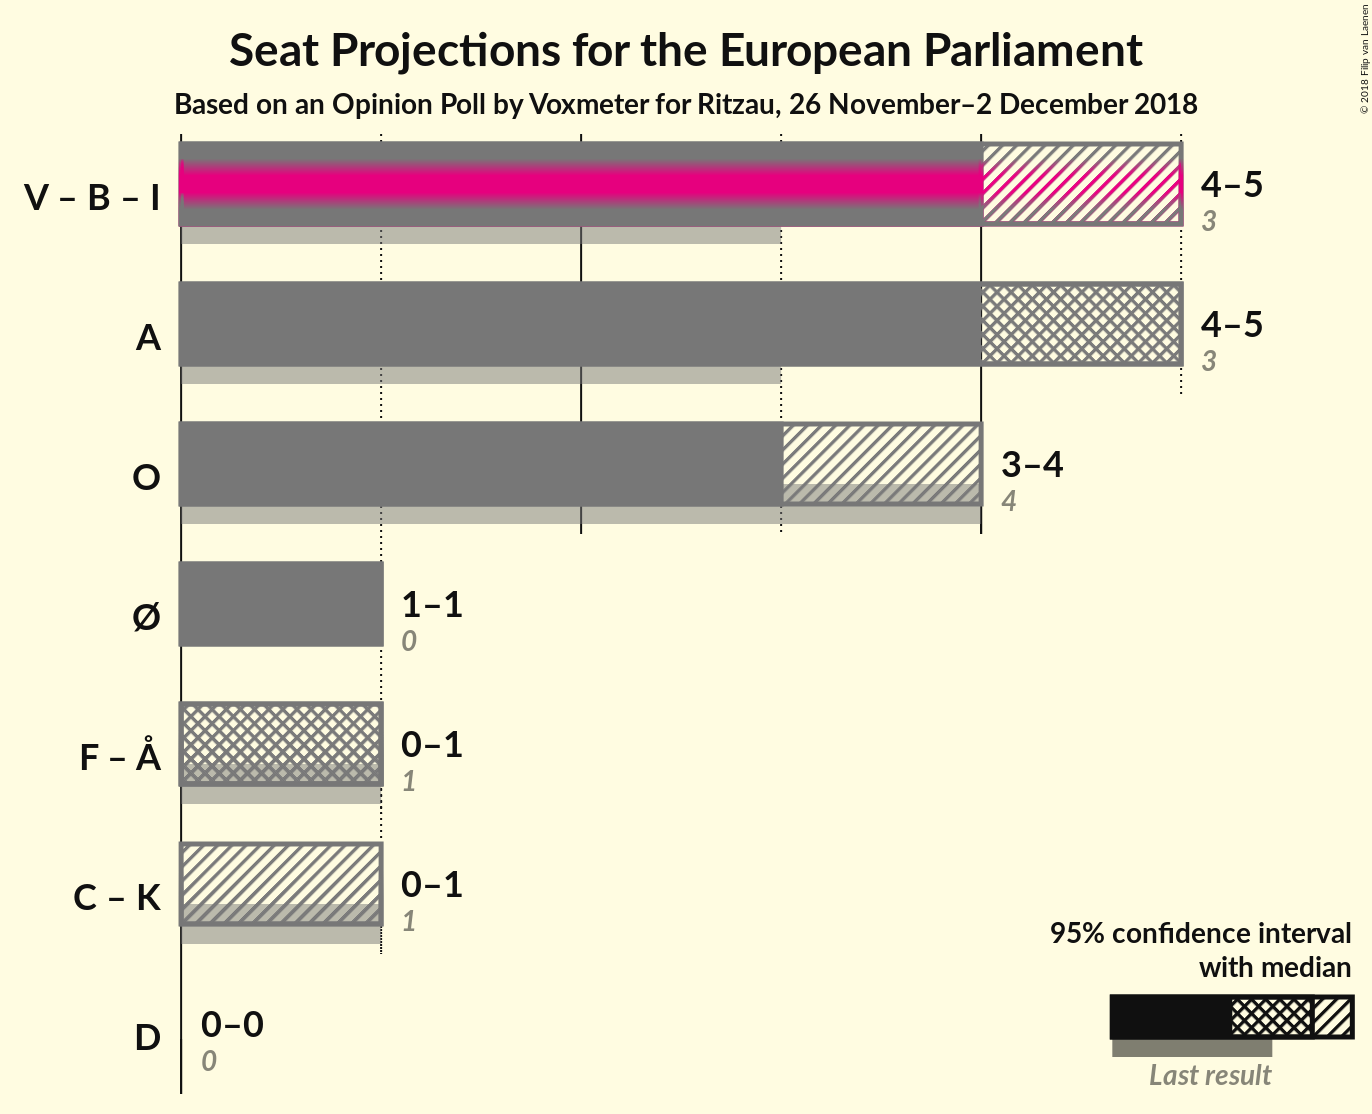 Seat Projections for the European Parliament
Based on an Opinion Poll by Voxmeter for Ritzau, 26 November–2 December 2018
© 2018 Filip van Laenen
V – B – I
4–5
3
A
4–5
3
O
3–4
4
Ø
1–1
0
F – Å
0–1
1
C – K
0–1
1
D
0–0
0
95% confidence interval
with median
Last result